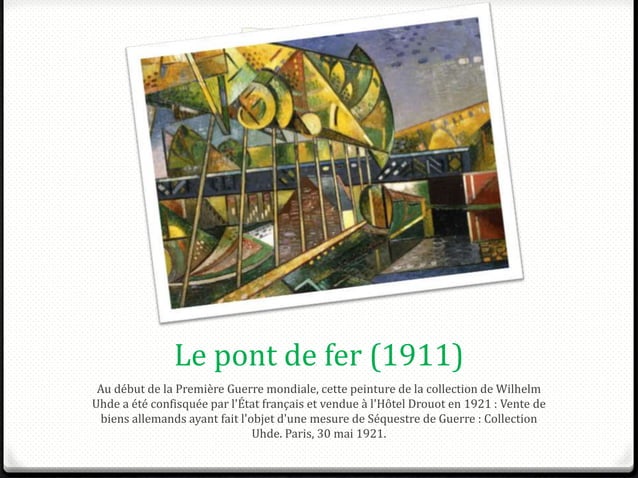 Le pont de fer (1911)
Au début de la Première Guerre mondiale, cette peinture de la collection de Wilhelm
Uhde a été confisquée par l'État français et vendue à l'Hôtel Drouot en 1921 : Vente de
biens allemands ayant fait l'objet d'une mesure de Séquestre de Guerre : Collection
Uhde. Paris, 30 mai 1921.